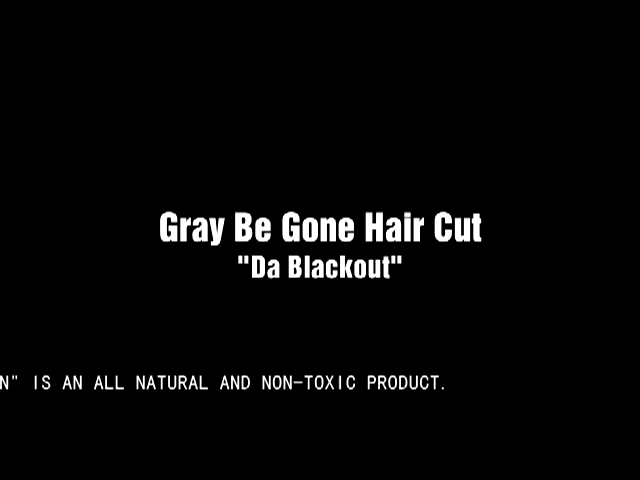 Gray Be Gone Hair Cut
"Da Blackout"
N" IS AN ALL NATURAL AND NON-TOXIC PRODUCT.